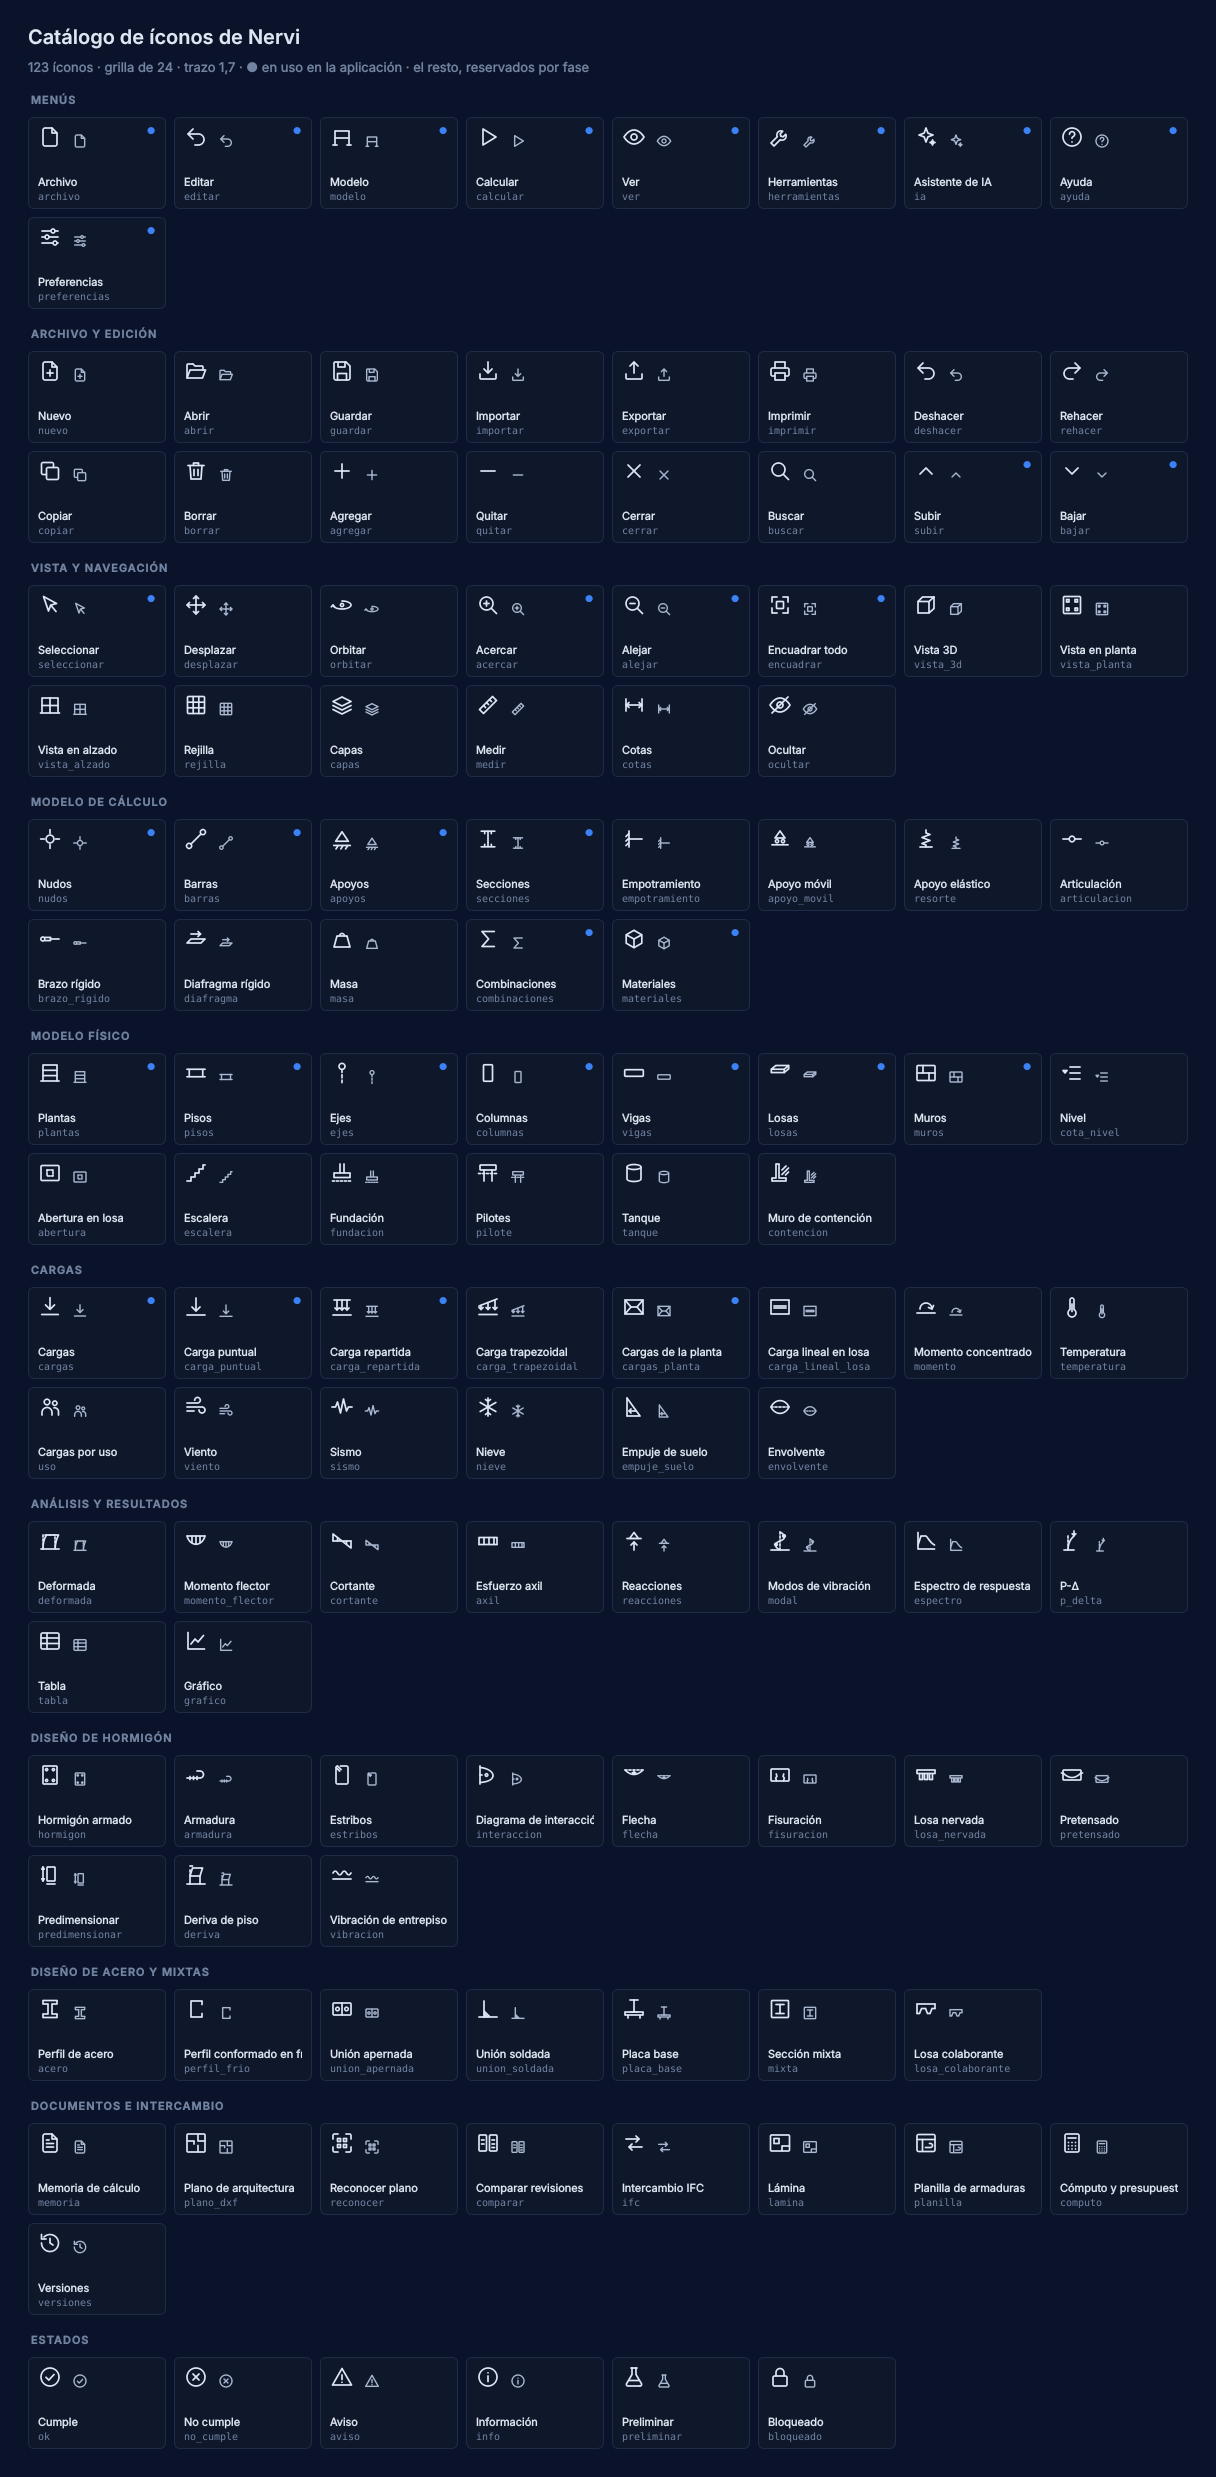 Catálogo de íconos de Nervi
123 íconos · grilla de 24 · trazo 1,7 · ● en uso en la aplicación · el resto, reservados por fase
MENÚS
Archivo Editar Modelo Calcular Ver Herramientas Asistente de IA Ayuda
archivo editar modelo calcular ver herramientas ia ayuda
Preferencias
preferencias
ARCHIVO Y EDICIÓN
Nuevo Abrir Guardar Importar Exportar Imprimir Deshacer Rehacer
nuevo abrir guardar importar exportar imprimir deshacer rehacer
Copiar Borrar Agregar Quitar Cerrar Buscar Subir Bajar
copiar borrar agregar quitar cerrar buscar subir bajar
VISTA Y NAVEGACIÓN
Seleccionar Desplazar Orbitar Acercar Alejar Encuadrar todo Vista 3D Vista en planta
seleccionar desplazar orbitar acercar alejar encuadrar vista_3d vista_planta
Vista en alzado Rejilla Capas Medir Cotas Ocultar
vista_alzado rejilla capas medir cotas ocultar
MODELO DE CÁLCULO
Nudos Barras Apoyos Secciones Empotramiento Apoyo móvil Apoyo elástico Articulación
nudos barras apoyos secciones empotramiento apoyo_movil resorte articulacion
Brazo rígido Diafragma rígido Masa Combinaciones Materiales
brazo_rigido diafragma masa combinaciones materiales
MODELO FÍSICO
Plantas Pisos Ejes Columnas Vigas Losas Muros Nivel
plantas pisos ejes columnas vigas losas muros cota_nivel
Abertura en losa Escalera Fundación Pilotes Tanque Muro de contención
abertura escalera fundacion pilote tanque contencion
CARGAS
Cargas Carga puntual Carga repartida Carga trapezoidal Cargas de la planta Carga lineal en losa Momento concentrado Temperatura
cargas carga_puntual carga_repartida carga_trapezoidal cargas_planta carga_lineal_losa momento temperatura
Cargas por uso Viento Sismo Nieve Empuje de suelo Envolvente
uso viento sismo nieve empuje_suelo envolvente
ANÁLISIS Y RESULTADOS
Deformada Momento flector Cortante Esfuerzo axil Reacciones Modos de vibración Espectro de respuesta P-Δ
deformada momento_flector cortante axil reacciones modal espectro p_delta
Tabla Gráfico
tabla grafico
DISEÑO DE HORMIGÓN
Hormigón armado Armadura Estribos Diagrama de interacció Flecha Fisuración Losa nervada Pretensado
hormigon armadura estribos interaccion flecha fisuracion losa_nervada pretensado
Predimensionar Deriva de piso Vibración de entrepiso
predimensionar deriva vibracion
DISEÑO DE ACERO Y MIXTAS
Perfil de acero Perfil conformado en fr Unión apernada Unión soldada Placa base Sección mixta Losa colaborante
acero perfil_frio union_apernada union_soldada placa_base mixta losa_colaborante
DOCUMENTOS E INTERCAMBIO
Memoria de cálculo Plano de arquitectura Reconocer plano Comparar revisiones Intercambio IFC Lámina Planilla de armaduras Cómputo y presupuest
memoria plano_dxf reconocer comparar ifc lamina planilla computo
Versiones
versiones
ESTADOS
Cumple No cumple Aviso Información Preliminar Bloqueado
ok no_cumple aviso info preliminar bloqueado